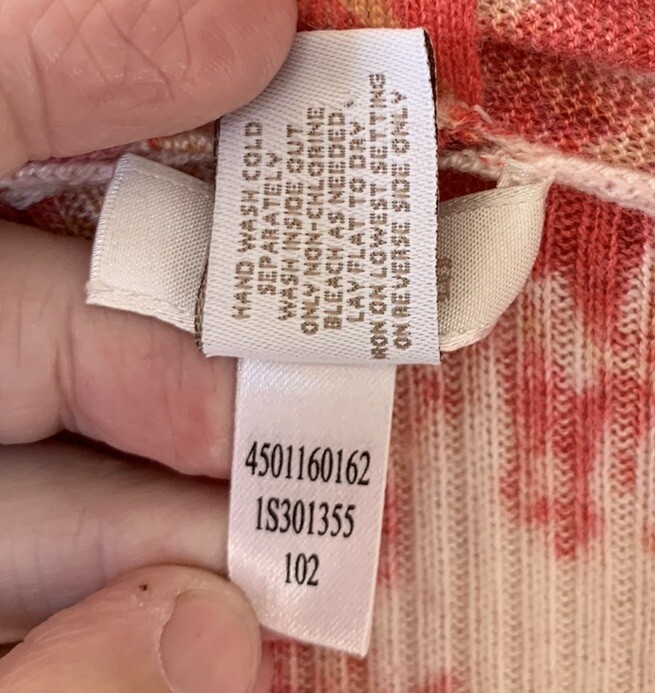 HAND WASH COLD
SEPARATELY
WASH INSIDE OUT
ONLY NON-CHLORINE
BLEACH AS NEEDED
LAY FLAT TO DRY
IRON ON LOWEST SETTING
ON REVERSE SIDE ONLY
4501160162
1S301355
102